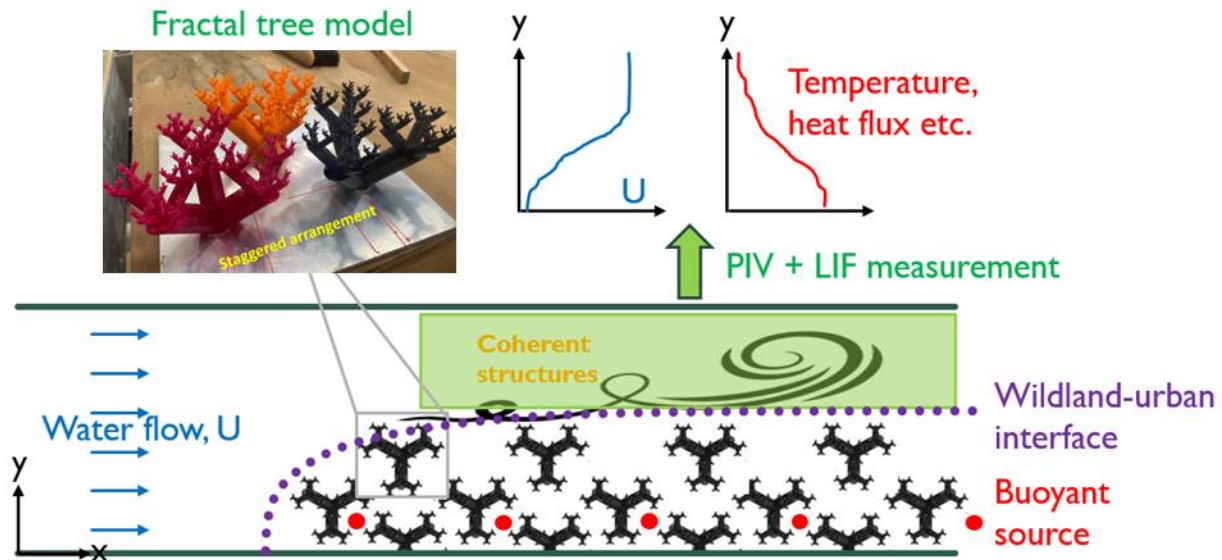 Fractal tree model
Staggered arrangement
y
U
y
Temperature,
heat flux etc.
PIV + LIF measurement
Coherent
structures
Water flow, U
Wildland-urban
interface
Buoyant
source
y
x